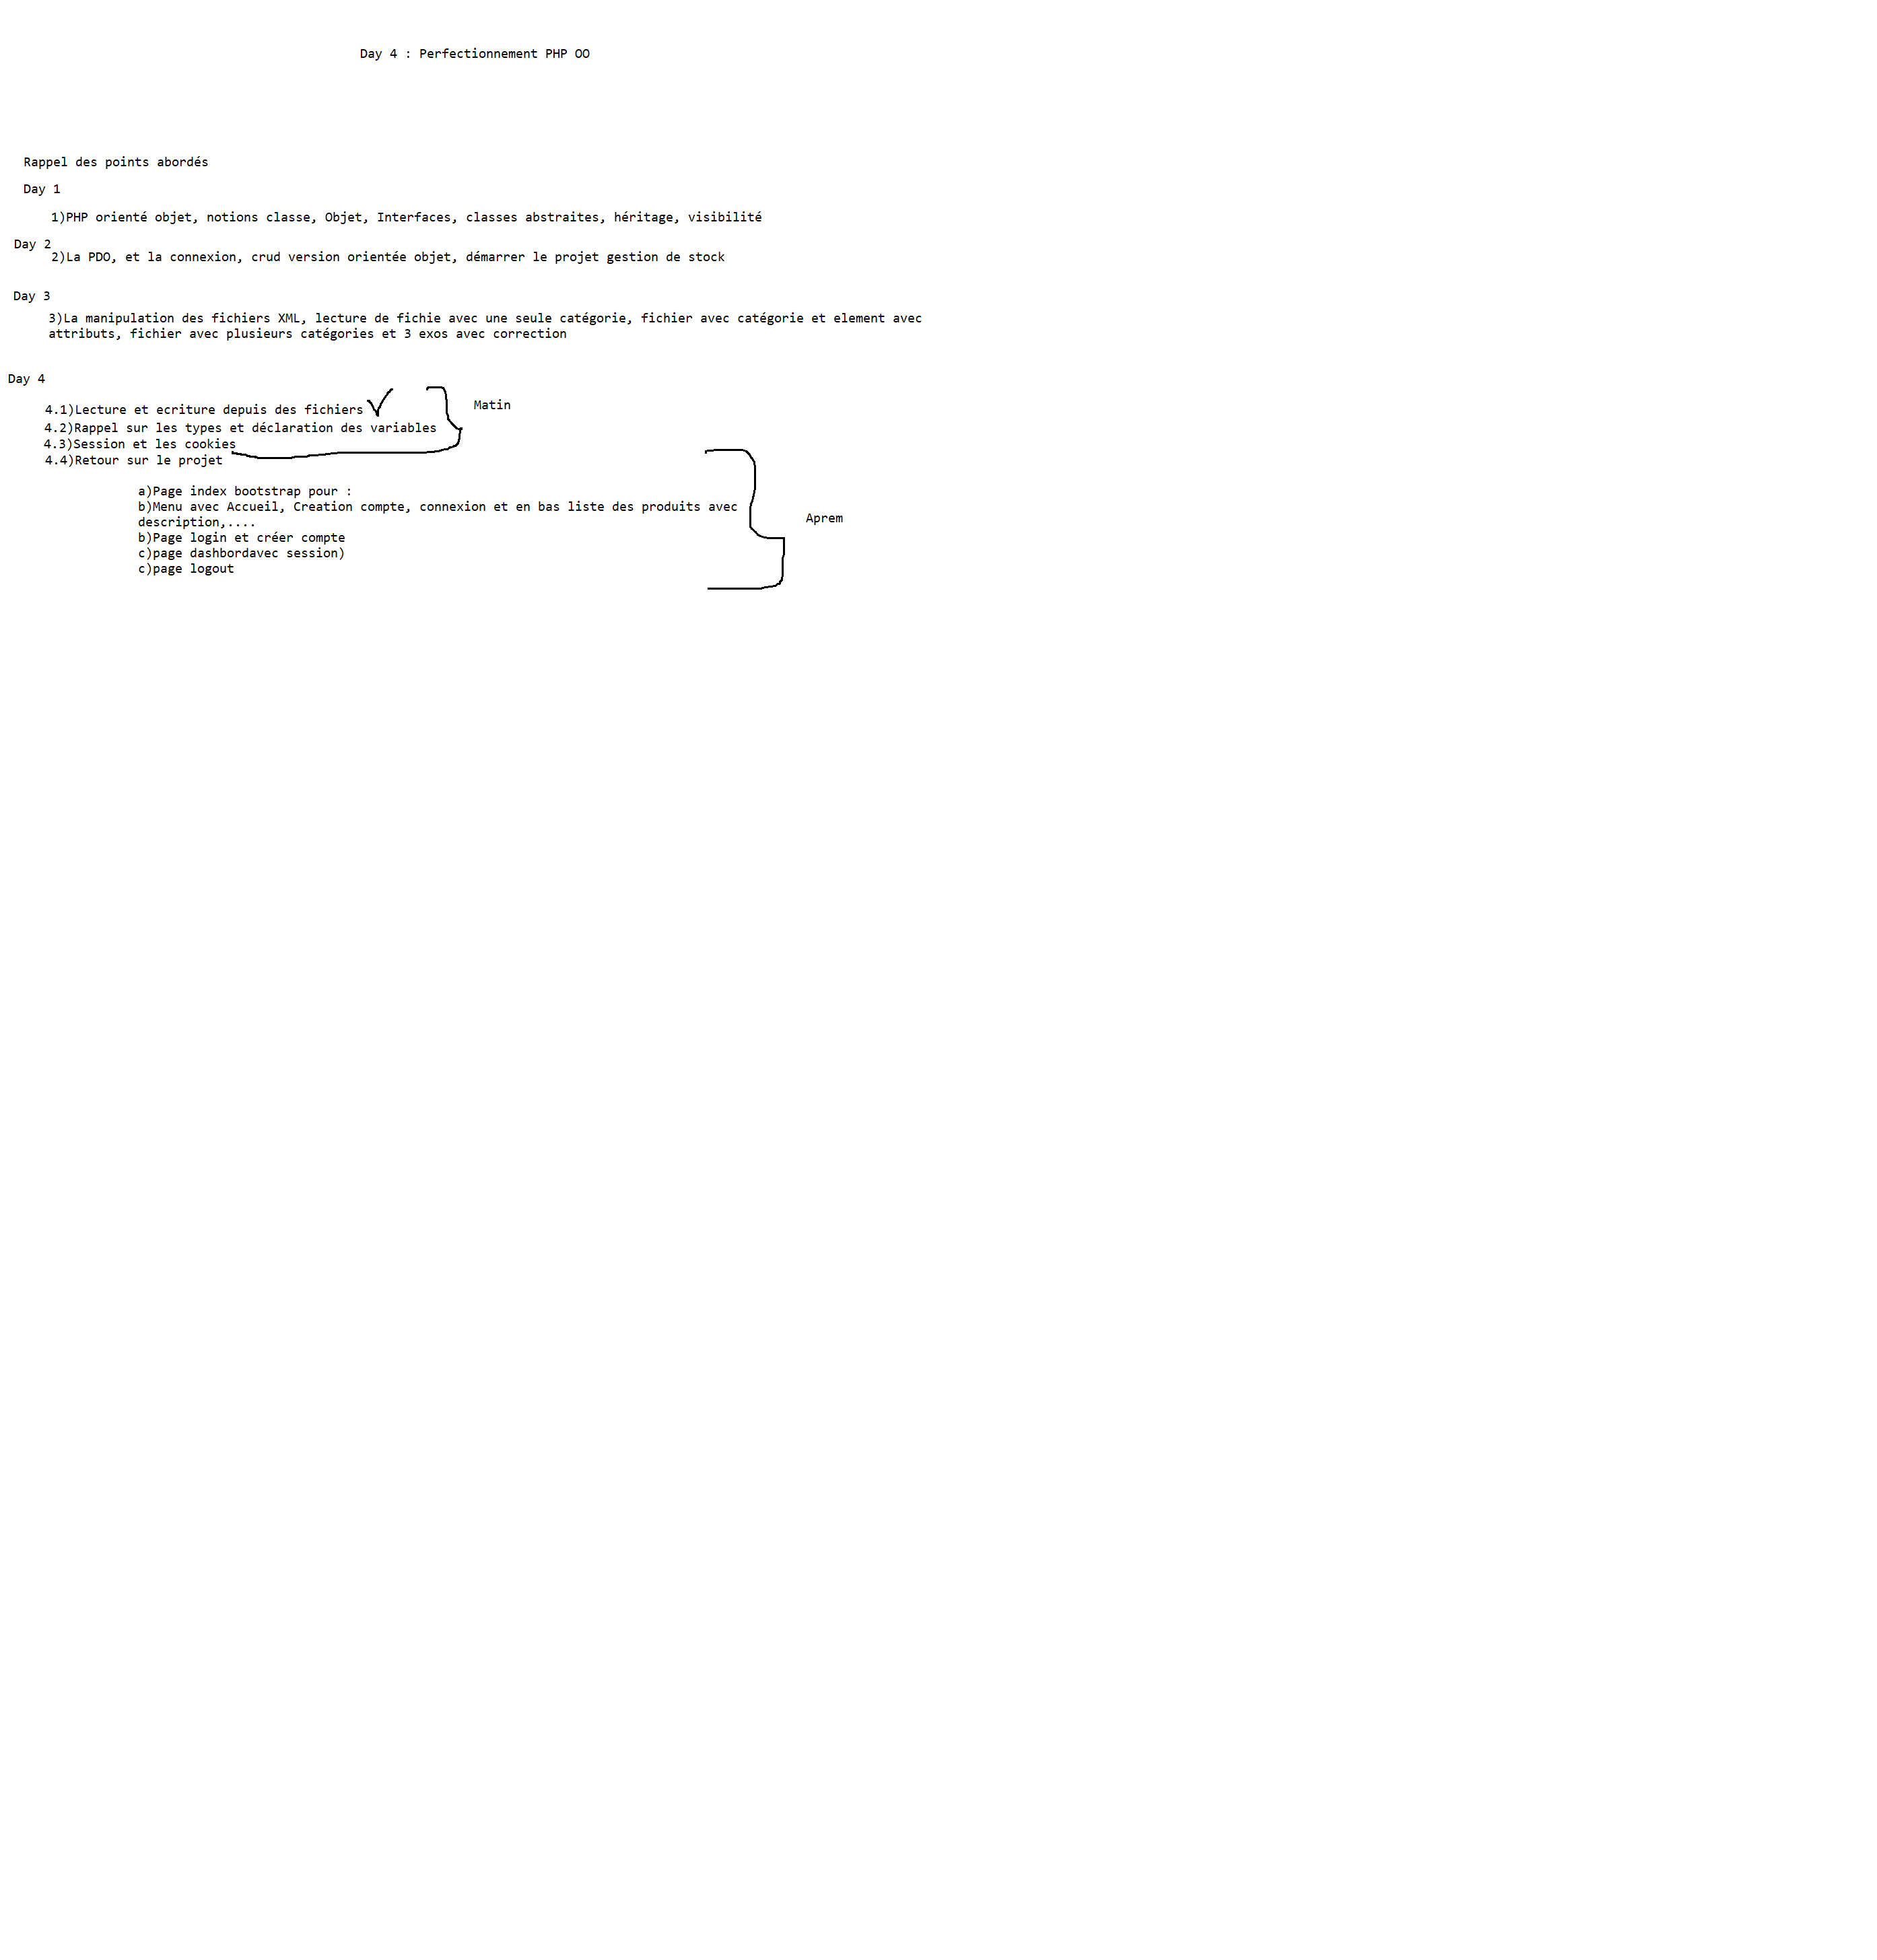 Day 4 : Perfectionnement PHP OO
Rappel des points abordés
Day 1
1)PHP orienté objet, notions classe, Objet, Interfaces, classes abstraites, héritage, visibilité
Day 2
2)La PDO, et la connexion, crud version orientée objet, démarrer le projet gestion de stock
Day 3
3)La manipulation des fichiers XML, lecture de fichie avec une seule catégorie, fichier avec catégorie et element avec
attributs, fichier avec plusieurs catégories et 3 exos avec correction
Day 4
4.1)Lecture et ecriture depuis des fichiers
Matin
4.2)Rappel sur les types et déclaration des variables
4.3)Session et les cookies
4.4)Retour sur le projet
a)Page index bootstrap pour :
b)Menu avec Accueil, Creation compte, connexion et en bas liste des produits avec
description,....
Aprem
b)Page login et créer compte
c)page dashbordavec session)
c)page logout